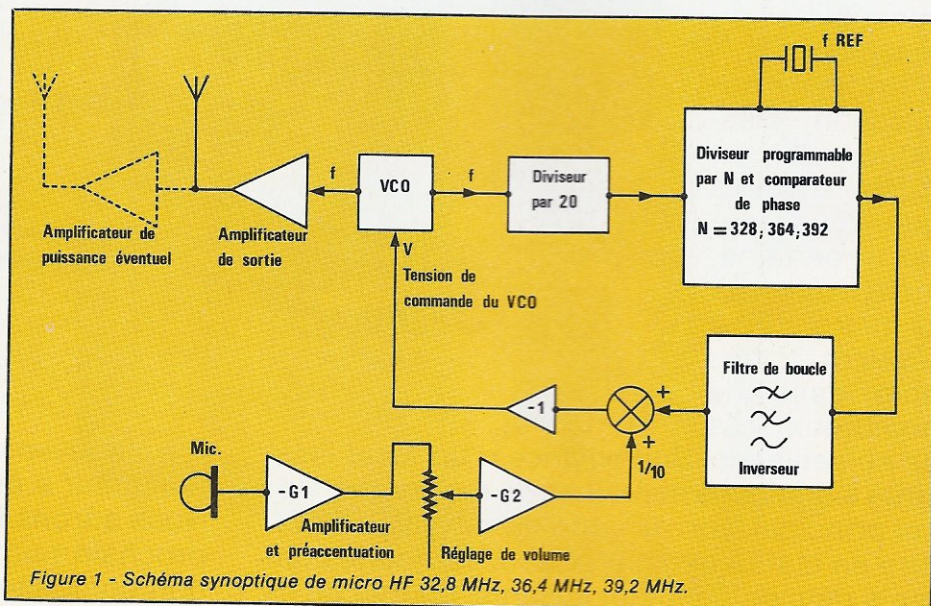 f REF
Diviseur programmable
par N et comparateur
de phase
N = 328; 364; 392
VCO
f
f
Diviseur
par 20
Amplificateur de
puissance éventuel
Amplificateur
de sortie
V
Tension de
commande du VCO
Filtre de boucle
Inverseur
-1
+
+
1/10
Mic.
-G1
-G2
Amplificateur
et préaccentuation
Réglage de volume
Figure 1 - Schéma synoptique de micro HF 32,8 MHz, 36,4 MHz, 39,2 MHz.